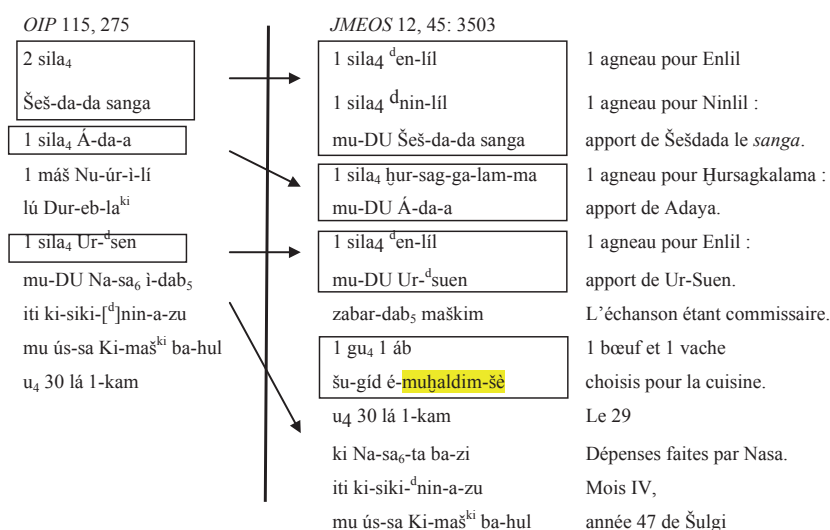 OIP 115, 275
2 sila₄
Šeš-da-da sanga
1 sila₄ Á-da-a
1 máš Nu-úr-ì-lí
lú Dur-eb-laᵏⁱ
1 sila₄ Ur-ᵈsen
mu-DU Na-sa₆ ì-dab₅
iti ki-siki-[ᵈ]nin-a-zu
mu ús-sa Ki-maškⁱ ba-hul
u₄ 30 lá 1-kam
JMEOS 12, 45: 3503
1 sila4 ᵈen-líl
1 sila4 ᵈnin-líl
mu-DU Šeš-da-da sanga
1 sila₄ ḫur-sag-ga-lam-ma
mu-DU Á-da-a
1 sila4 ᵈen-líl
mu-DU Ur-ᵈsuen
zabar-dab₅ maškim
1 gu₄ 1 áb
šu-gíd é-muḫaldim-šè
u4 30 lá 1-kam
ki Na-sa₆-ta ba-zi
iti ki-siki-ᵈnin-a-zu
mu ús-sa Ki-mašᵏⁱ ba-hul
1 agneau pour Enlil
1 agneau pour Ninlil :
apport de Šešdada le sanga.
1 agneau pour Ḫursagkalama :
apport de Adaya.
1 agneau pour Enlil :
apport de Ur-Suen.
L'échanson étant commissaire.
1 bœuf et 1 vache
choisis pour la cuisine.
Le 29
Dépenses faites par Nasa.
Mois IV,
année 47 de Šulgi